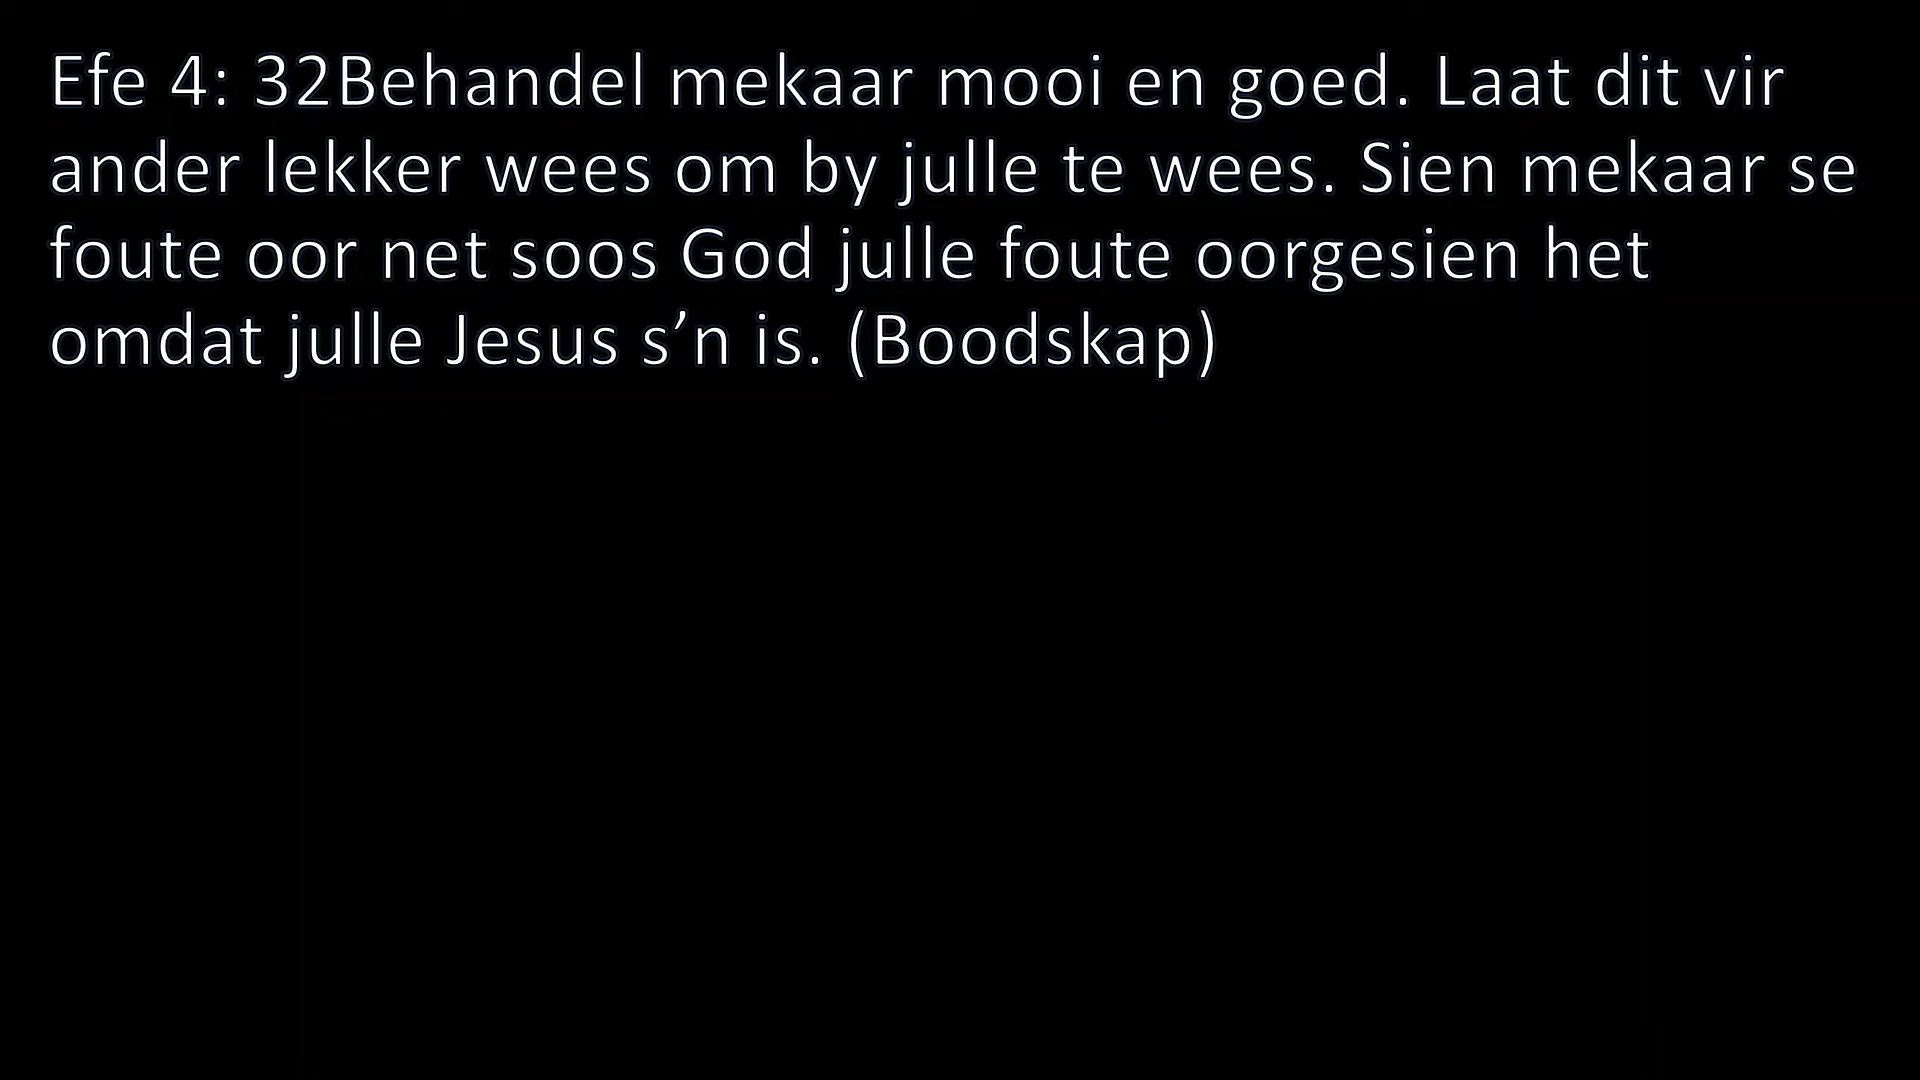 Efe 4: 32Behandel mekaar mooi en goed. Laat dit vir
ander lekker wees om by julle te wees. Sien mekaar se
foute oor net soos God julle foute oorgesien het
omdat julle Jesus s’n is. (Boodskap)